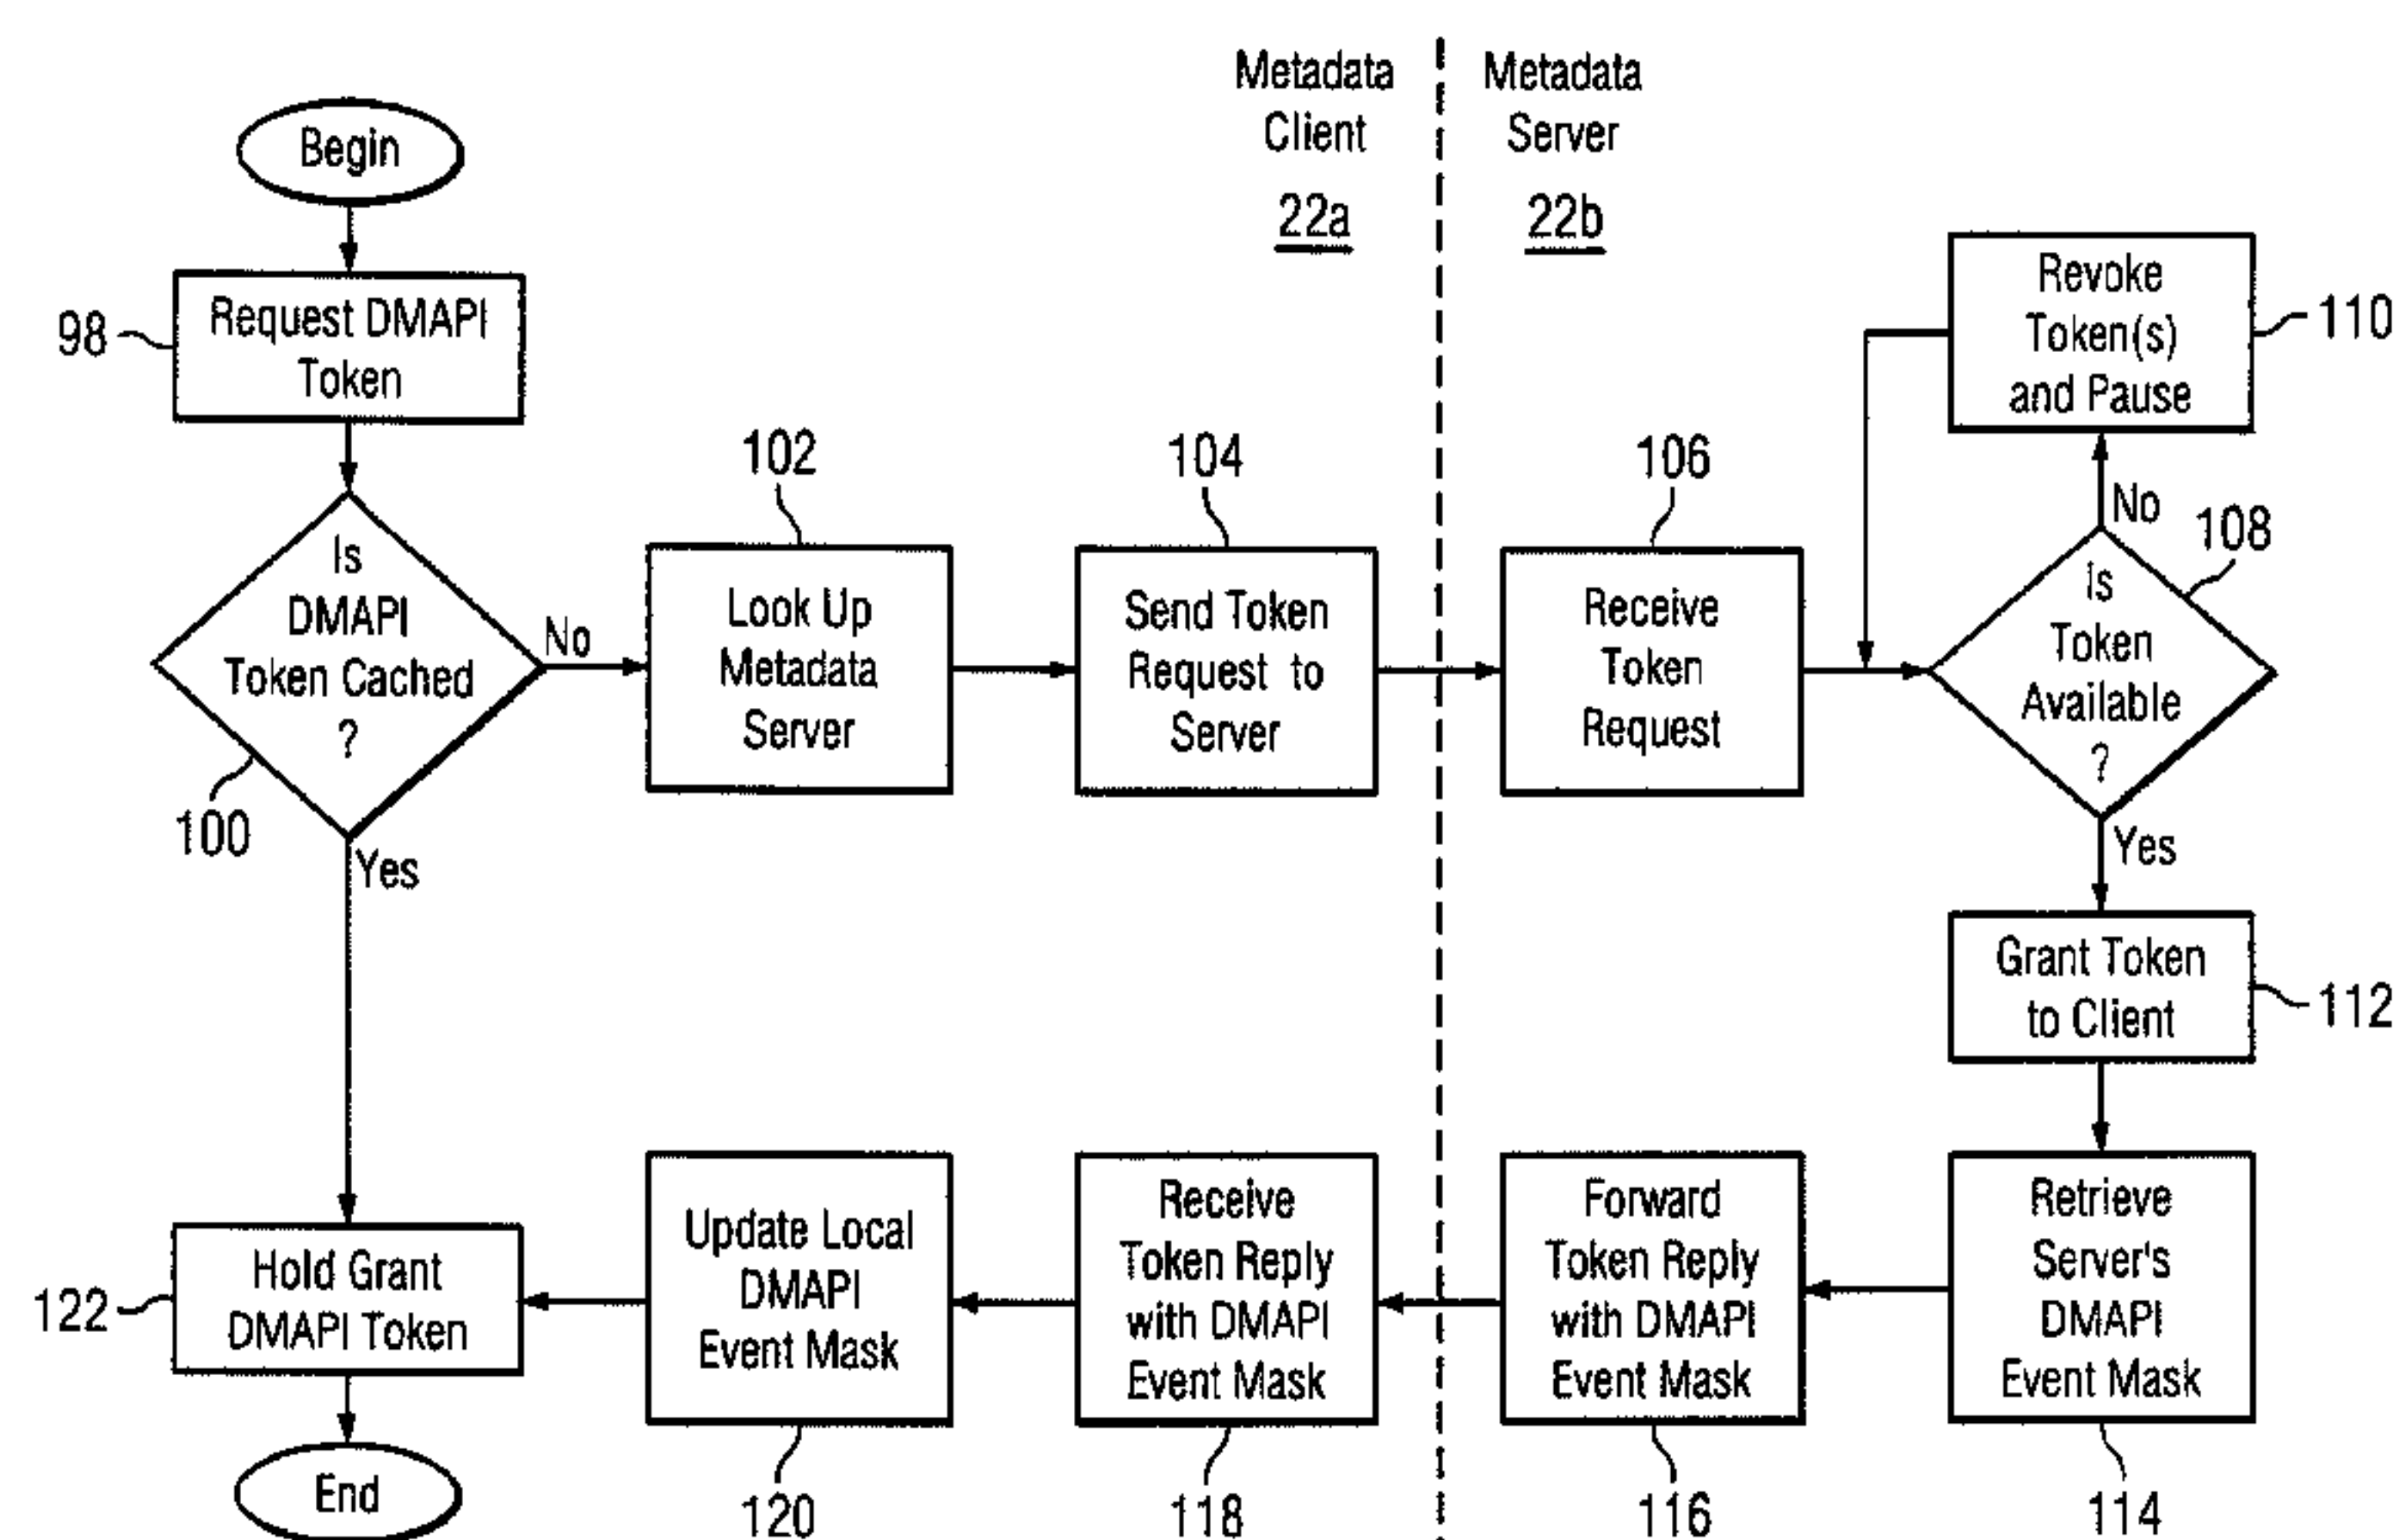 Metadata
Client
22a
Metadata
Server
22b
Begin
98
Request DMAPI
Token
Revoke
Token(s)
and Pause
110
Is
DMAPI
Token Cached
?
100
No
Yes
102
Look Up
Metadata
Server
104
Send Token
Request to
Server
106
Receive
Token
Request
No
108
Is
Token
Available
?
Yes
Grant Token
to Client
112
Retrieve
Server's
DMAPI
Event Mask
114
Forward
Token Reply
with DMAPI
Event Mask
116
Receive
Token Reply
with DMAPI
Event Mask
118
Update Local
DMAPI
Event Mask
120
Hold Grant
DMAPI Token
122
End